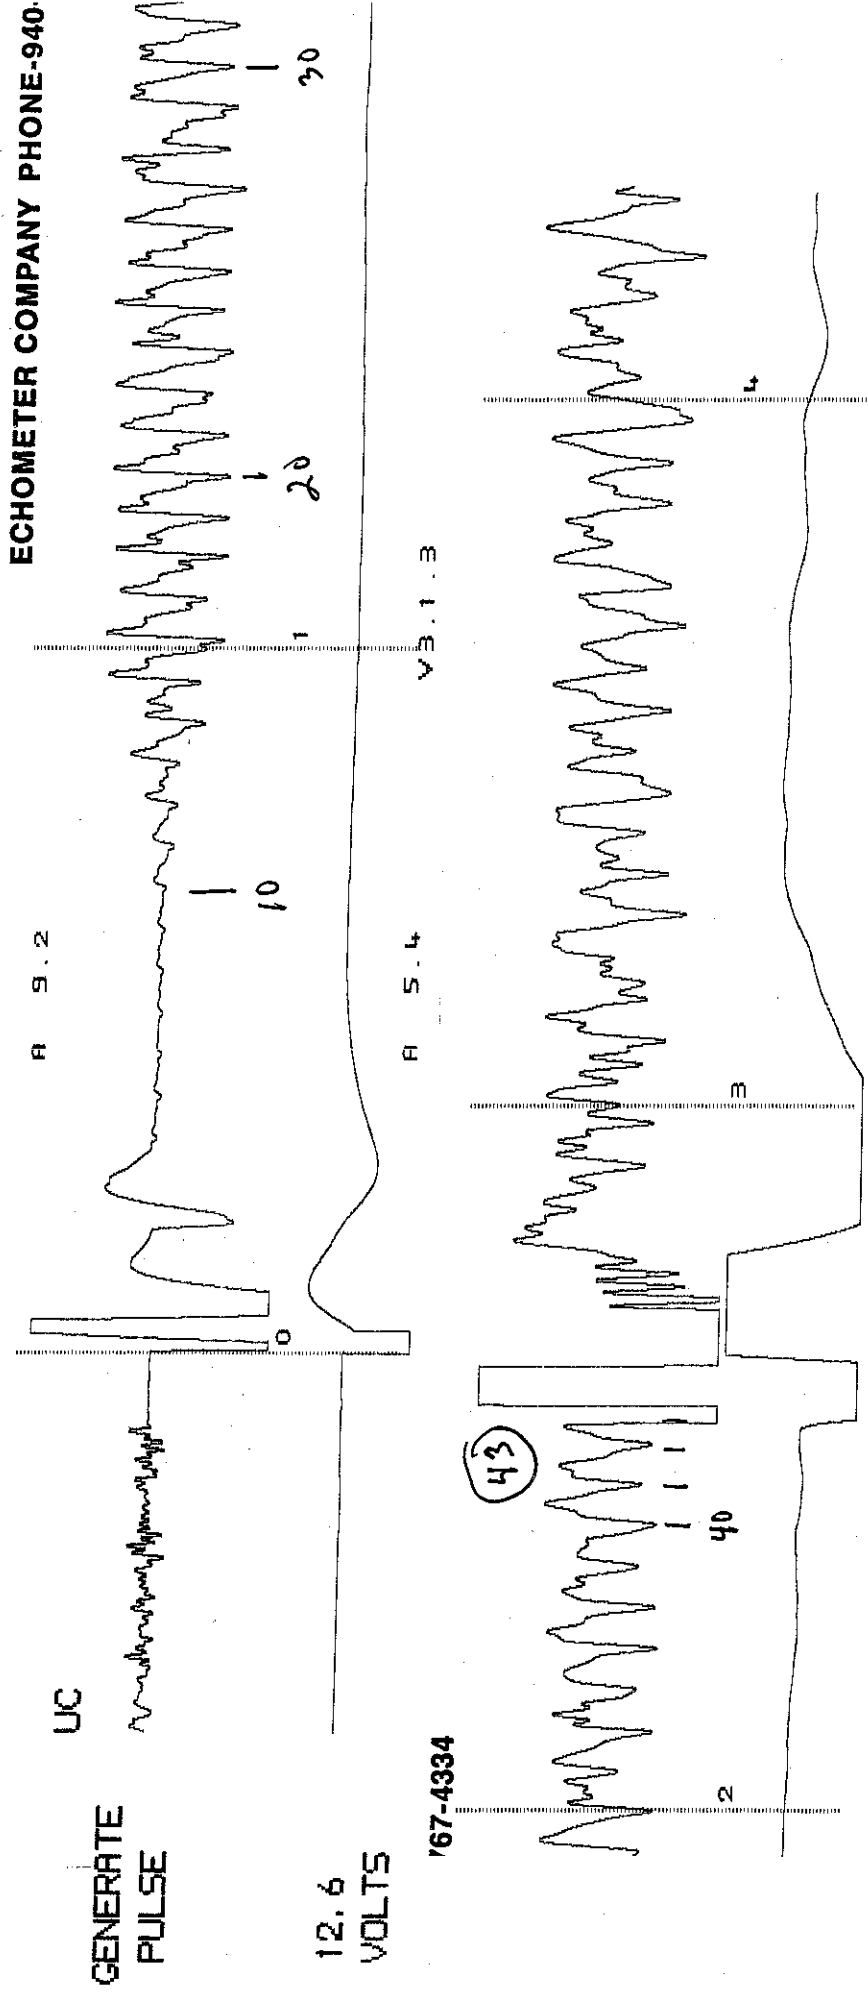 ECHOMETER COMPANY PHONE-940-
GENERATE
PULSE
UC
A 9.2
12.6
VOLTS
A 5.4
V3.1.3
0
10
1
20
30
'67-4334
2
40
43
3
4